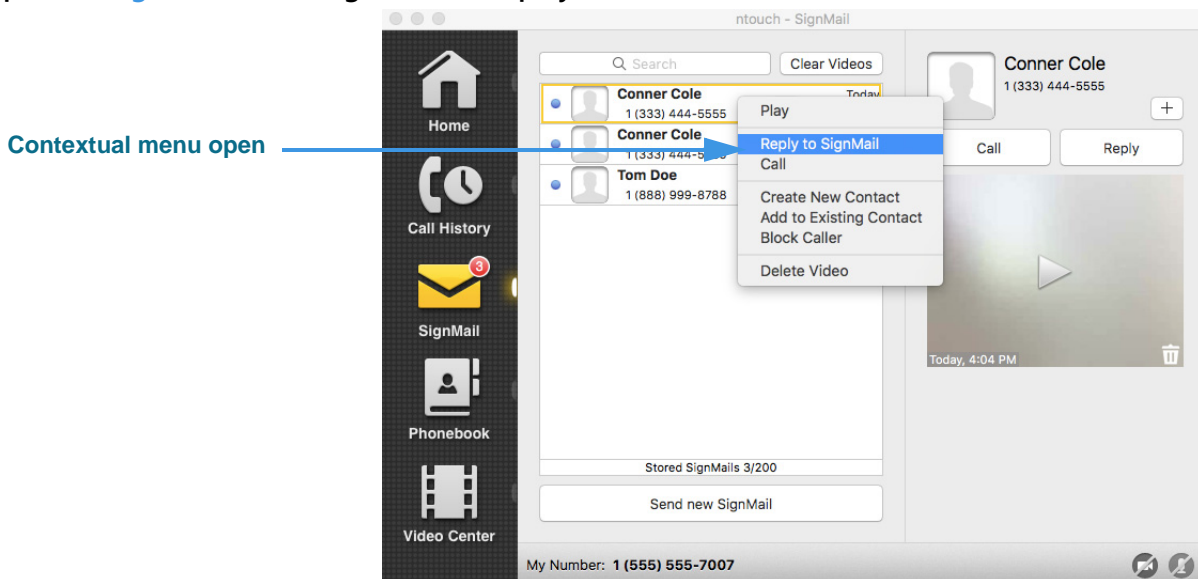 ntouch - SignMail
Search
Clear Videos
Conner Cole
1 (333) 444-5555
Conner Cole
1 (333) 444-5555
Today
Play
Home
Conner Cole
1 (333) 444-
Reply to SignMail
Call
Reply
Contextual menu open
Call
Tom Doe
1 (888) 999-8788
Create New Contact
Add to Existing Contact
Call History
Block Caller
Delete Video
3
SignMail
Today, 4:04 PM
Phonebook
Stored SignMails 3/200
Send new SignMail
Video Center
My Number: 1 (555) 555-7007